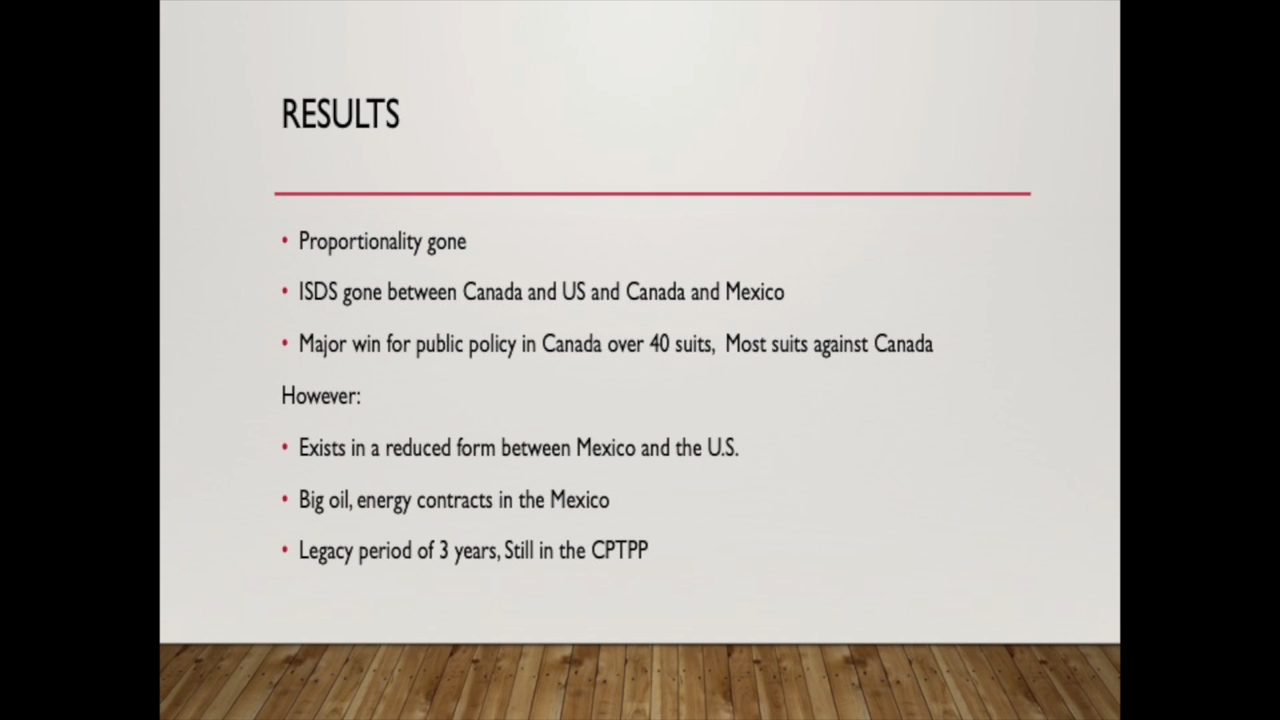 RESULTS
• Proportionality gone
• ISDS gone between Canada and US and Canada and Mexico
• Major win for public policy in Canada over 40 suits,  Most suits against Canada
However:
• Exists in a reduced form between Mexico and the U.S.
• Big oil, energy contracts in the Mexico
• Legacy period of 3 years, Still in the CPTPP